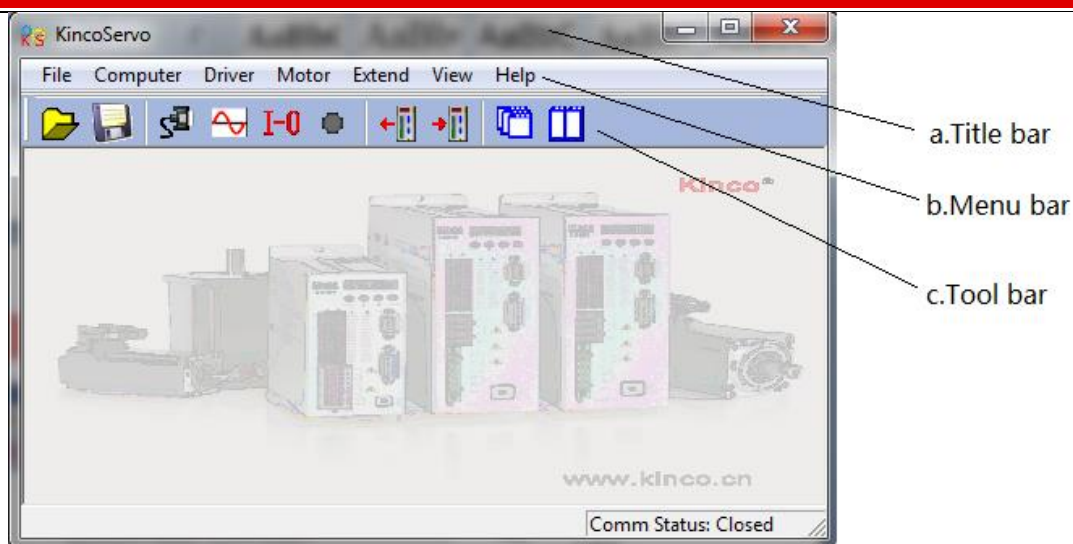 KincoServo
File Computer Driver Motor Extend View Help
I-0
a.Title bar
b.Menu bar
c.Tool bar
Kinco®
www.kinco.cn
Comm Status: Closed